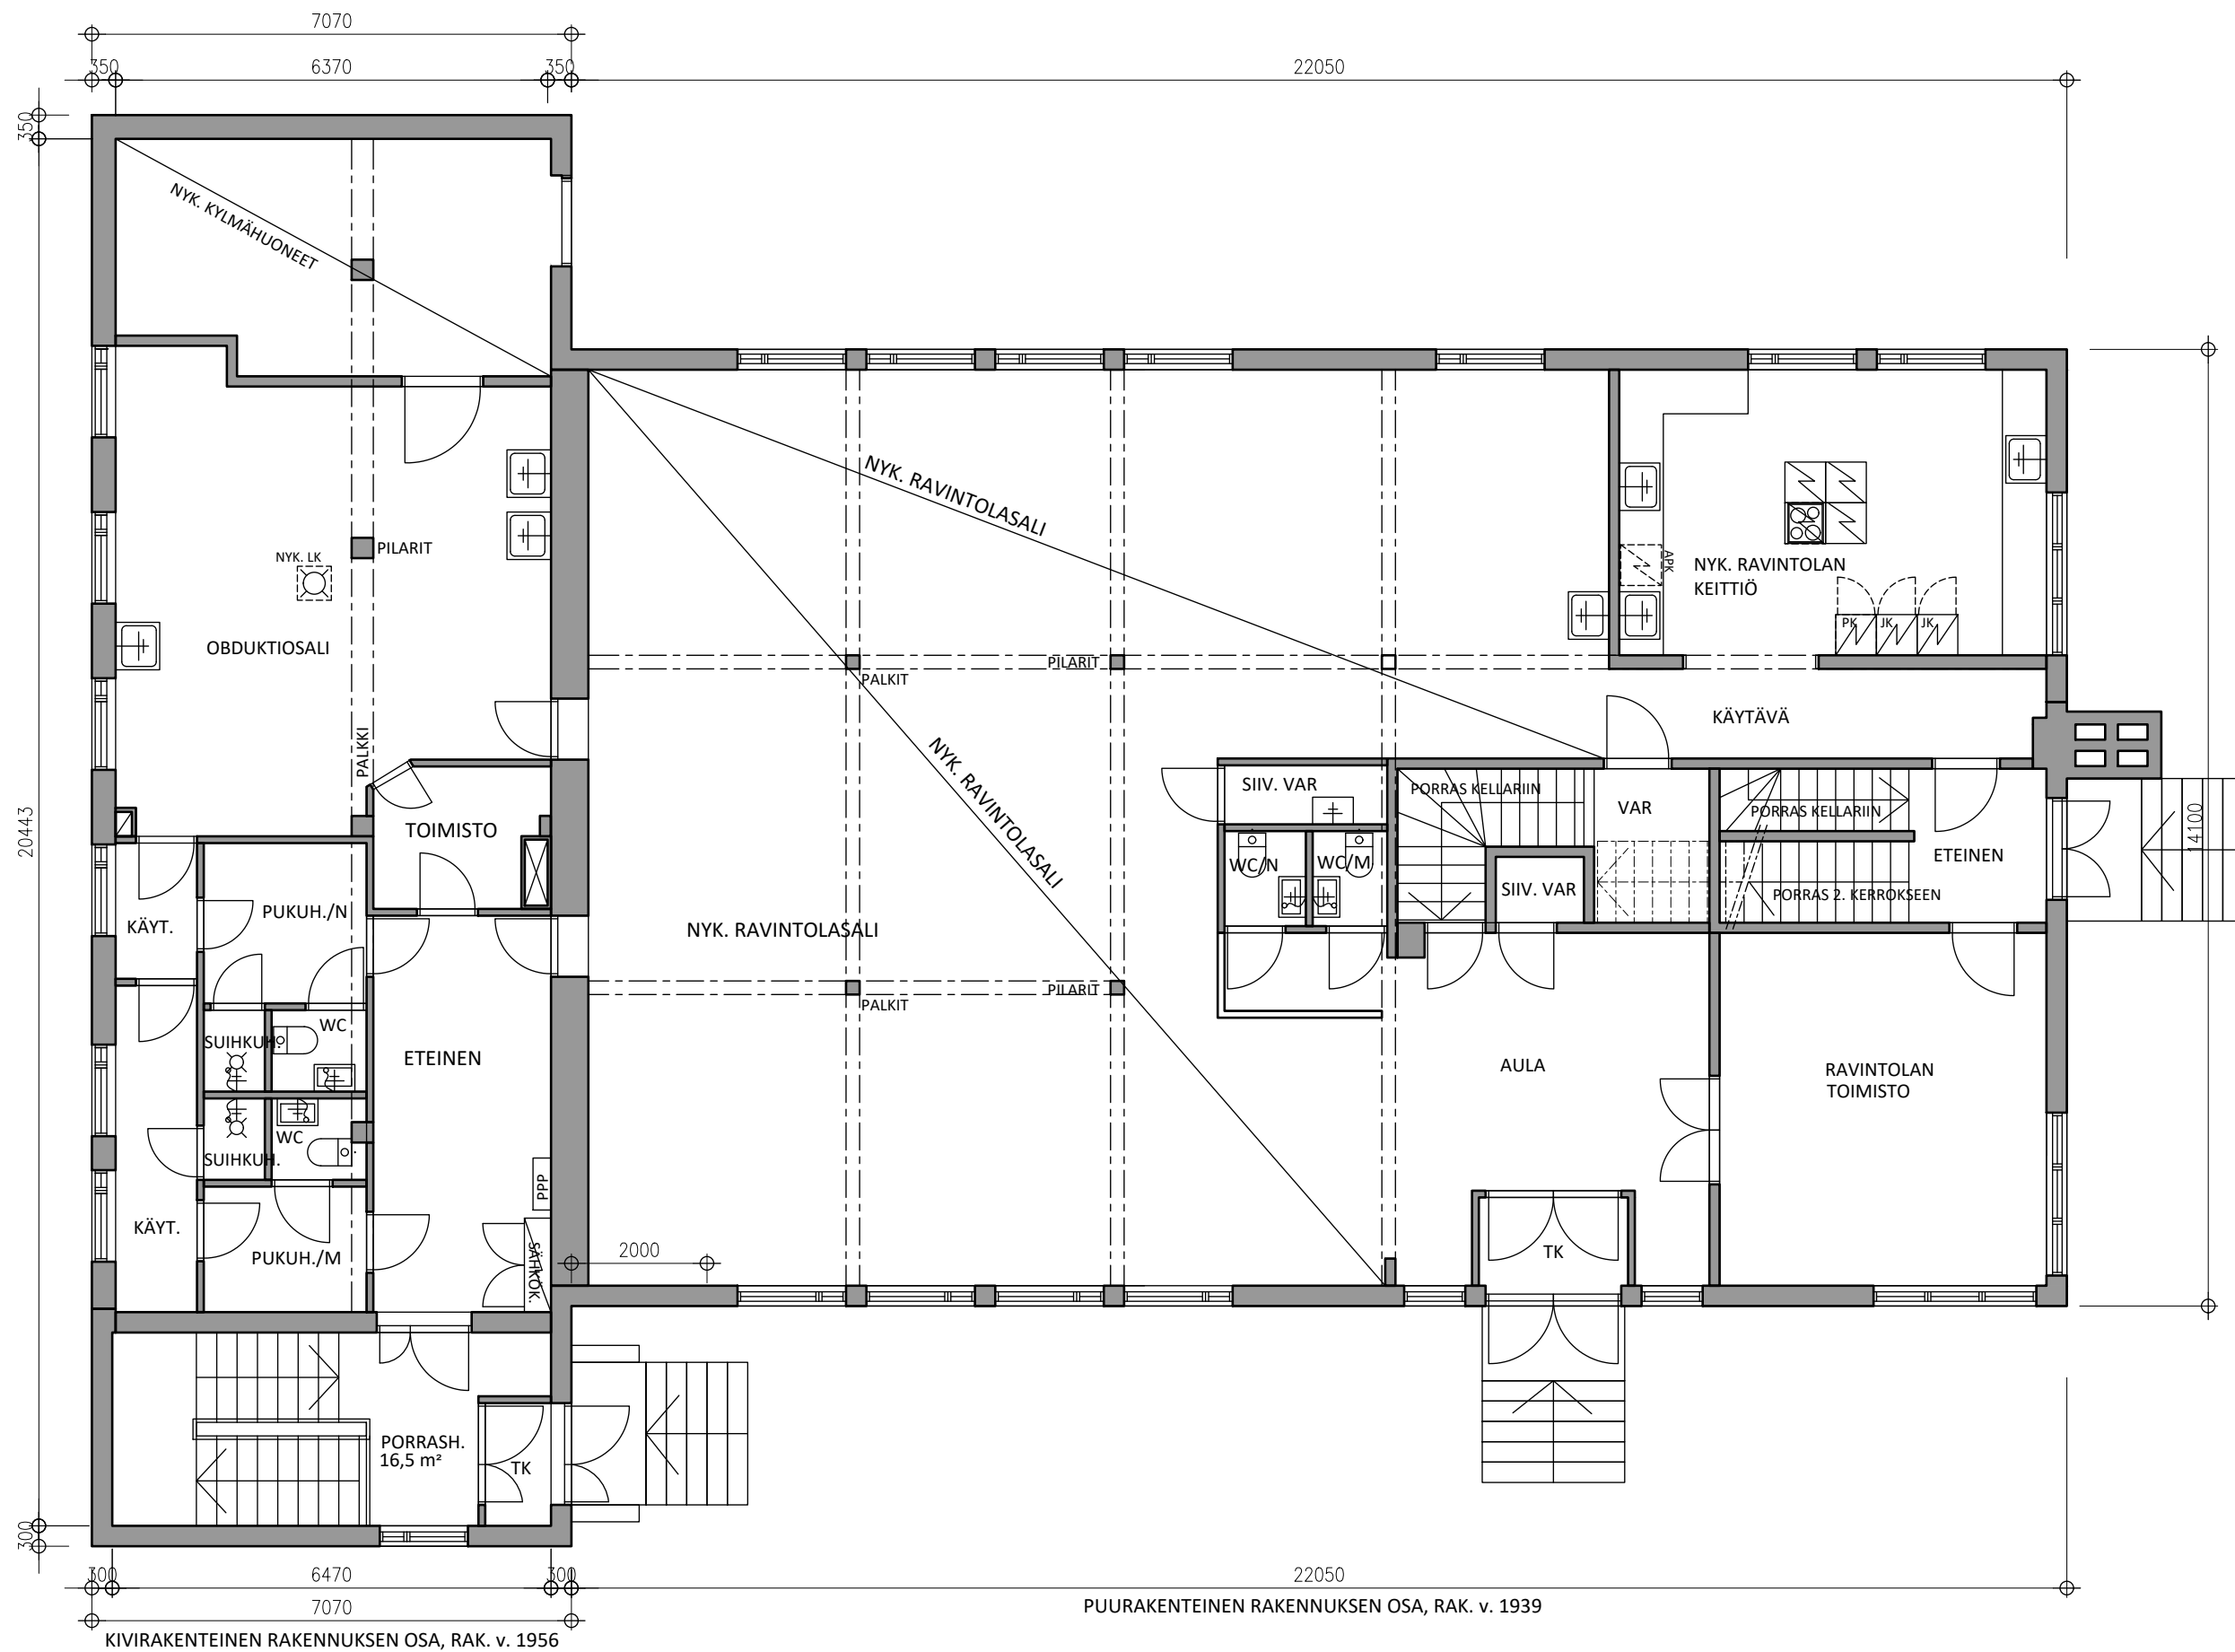 7070
350
6370
350
22050
350
NYK. KYLMÄHUONEET
NYK. RAVINTOLASALI
NYK. LK
PILARIT
APK
NYK. RAVINTOLAN
KEITTIÖ
PK
JK
JK
OBDUKTIOSALI
PILARIT
PALKIT
KÄYTÄVÄ
PALKKI
NYK. RAVINTOLASALI
SIIV. VAR
PORRAS KELLARIIN
VAR
PORRAS KELLARIIN
20443
14100
TOIMISTO
WC/N
WC/M
ETEINEN
SIIV. VAR
PORRAS 2. KERROKSEEN
PUKUH./N
KÄYT.
NYK. RAVINTOLASALI
PILARIT
PALKIT
WC
SUIHKUH.
ETEINEN
AULA
RAVINTOLAN
TOIMISTO
WC
SUIHKUH.
PPP
KÄYT.
PUKUH./M
SÄHKÖK.
2000
TK
PORRASH.
16,5 m²
TK
300
300
6470
300
22050
7070
PUURAKENTEINEN RAKENNUKSEN OSA, RAK. v. 1939
KIVIRAKENTEINEN RAKENNUKSEN OSA, RAK. v. 1956